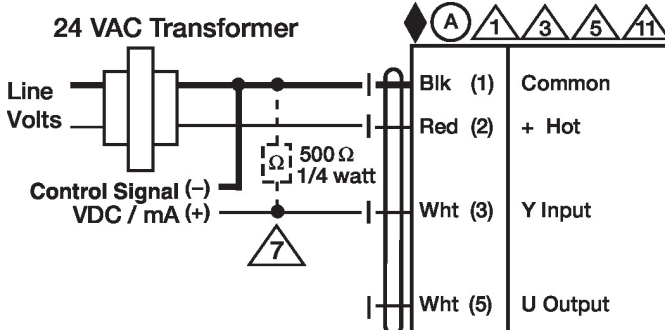 24 VAC Transformer
A 1 3 5 11
Line Volts
Blk (1) Common
Red (2) + Hot
Ω 500 Ω
1/4 watt
Control Signal (–)
VDC / mA (+)
Wht (3) Y Input
7
Wht (5) U Output